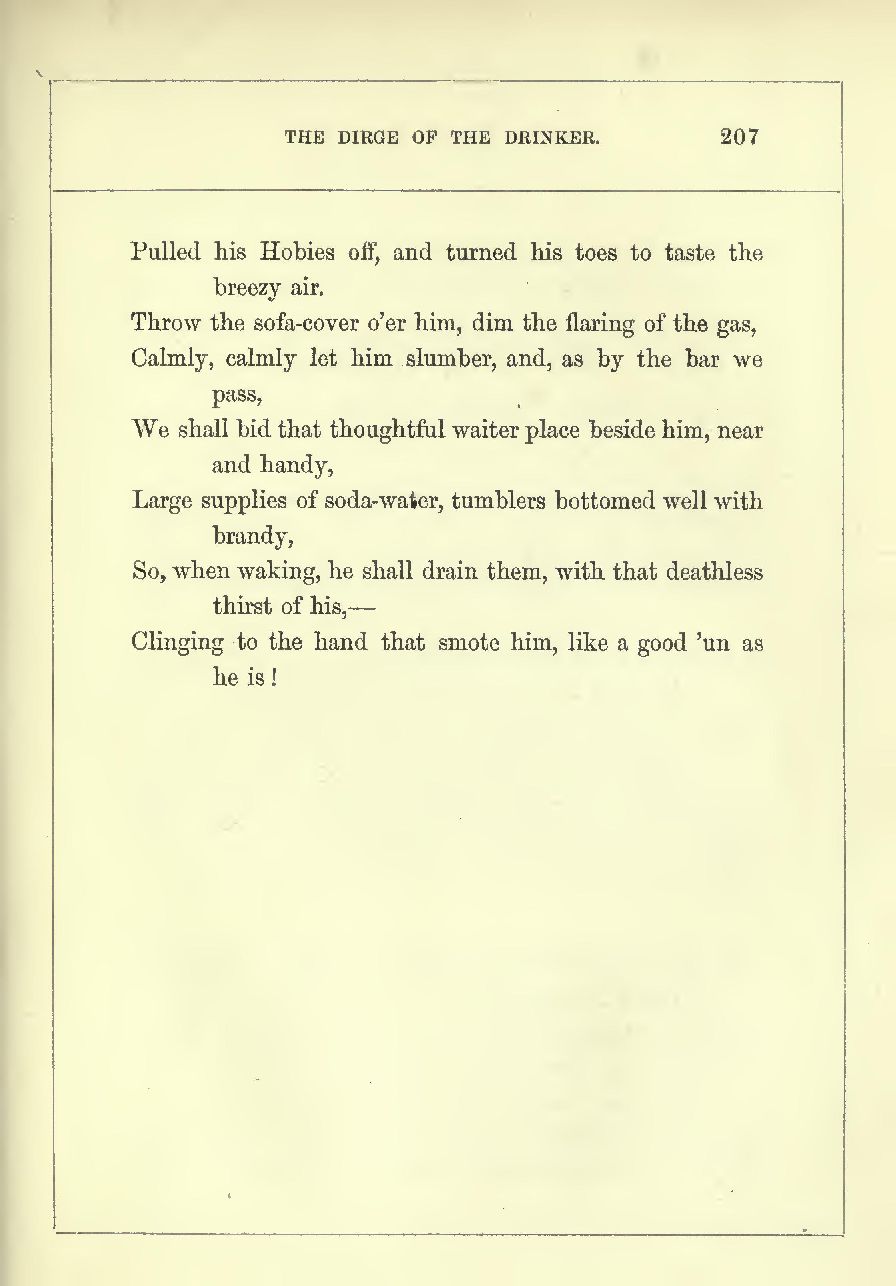 THE DIRGE OF THE DRINKER. 207
Pulled his Hobies off, and turned his toes to taste the
breezy air.
Throw the sofa-cover o’er him, dim the flaring of the gas,
Calmly, calmly let him slumber, and, as by the bar we
pass,
We shall bid that thoughtful waiter place beside him, near
and handy,
Large supplies of soda-water, tumblers bottomed well with
brandy,
So, when waking, he shall drain them, with that deathless
thirst of his,—
Clinging to the hand that smote him, like a good ’un as
he is !